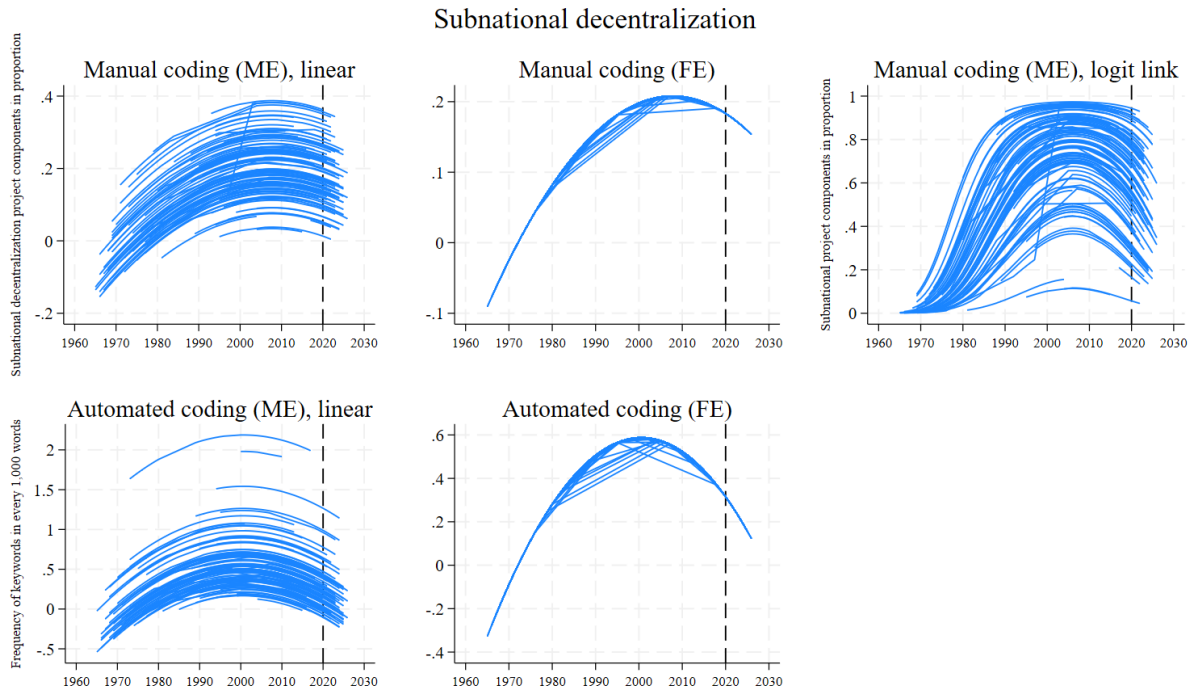 Subnational decentralization
Manual coding (ME), linear
Subnational decentralization project components in proportion
.4
.2
0
-.2
1960 1970 1980 1990 2000 2010 2020 2030
Manual coding (FE)
.2
.1
0
-.1
1960 1970 1980 1990 2000 2010 2020 2030
Manual coding (ME), logit link
Subnational project components in proportion
1
.8
.6
.4
.2
0
1960 1970 1980 1990 2000 2010 2020 2030
Automated coding (ME), linear
Frequency of keywords in every 1,000 words
2
1.5
1
.5
0
-.5
1960 1970 1980 1990 2000 2010 2020 2030
Automated coding (FE)
.6
.4
.2
0
-.2
-.4
1960 1970 1980 1990 2000 2010 2020 2030